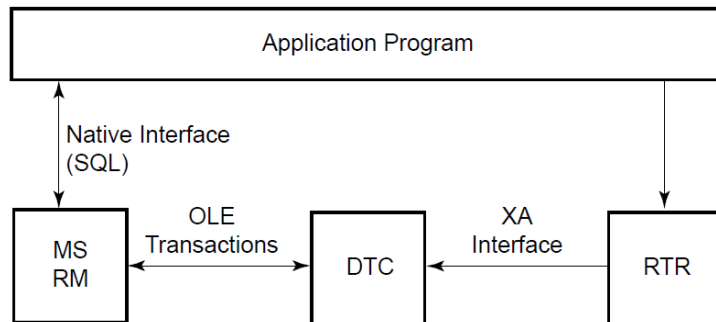 Application Program
Native Interface
(SQL)
OLE
Transactions
XA
Interface
MS
RM
DTC
RTR